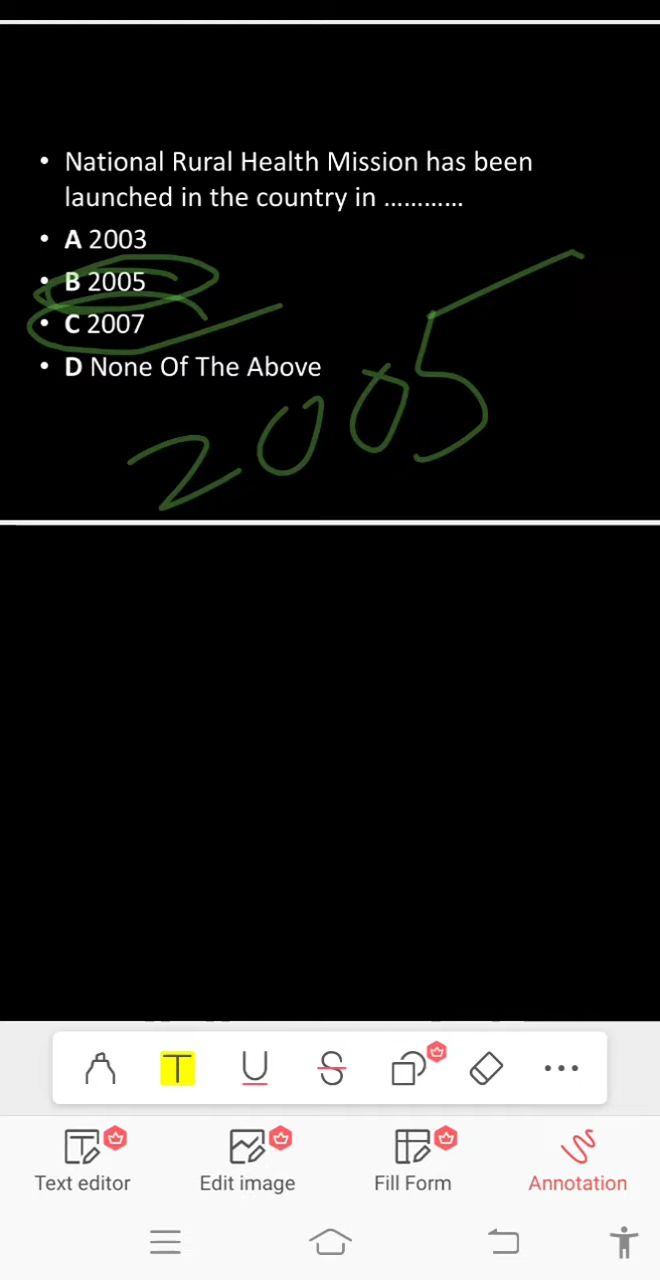 • National Rural Health Mission has been
launched in the country in ............
• A 2003
• B 2005
• C 2007
• D None Of The Above
2005
T
U
S
Text editor
Edit image
Fill Form
Annotation